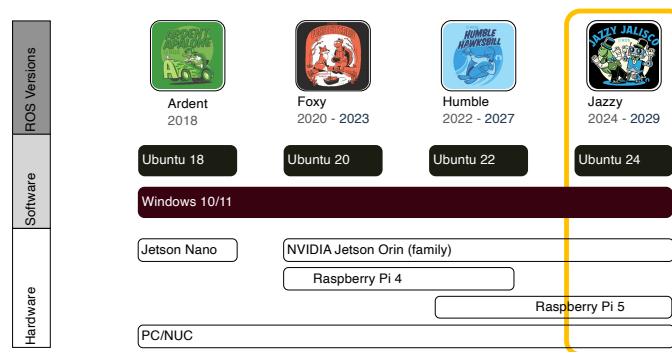 ROS Versions
ARDENT
APALONE
HUMBLE
HAWKSBILL
JAZZY JALISCO
Ardent
Foxy
Humble
Jazzy
2018
2020 - 2023
2022 - 2027
2024 - 2029
Software
Ubuntu 18
Ubuntu 20
Ubuntu 22
Ubuntu 24
Windows 10/11
Hardware
Jetson Nano
NVIDIA Jetson Orin (family)
Raspberry Pi 4
Raspberry Pi 5
PC/NUC